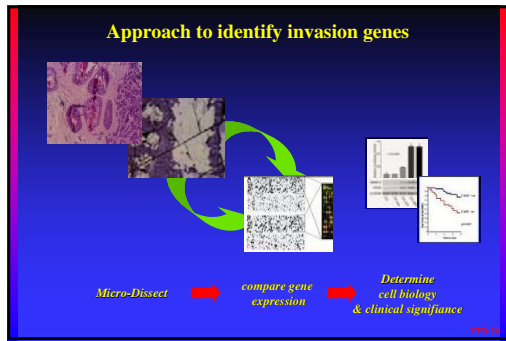 Approach to identify invasion genes
Micro-Dissect
compare gene
expression
Determine
cell biology
& clinical signifiance